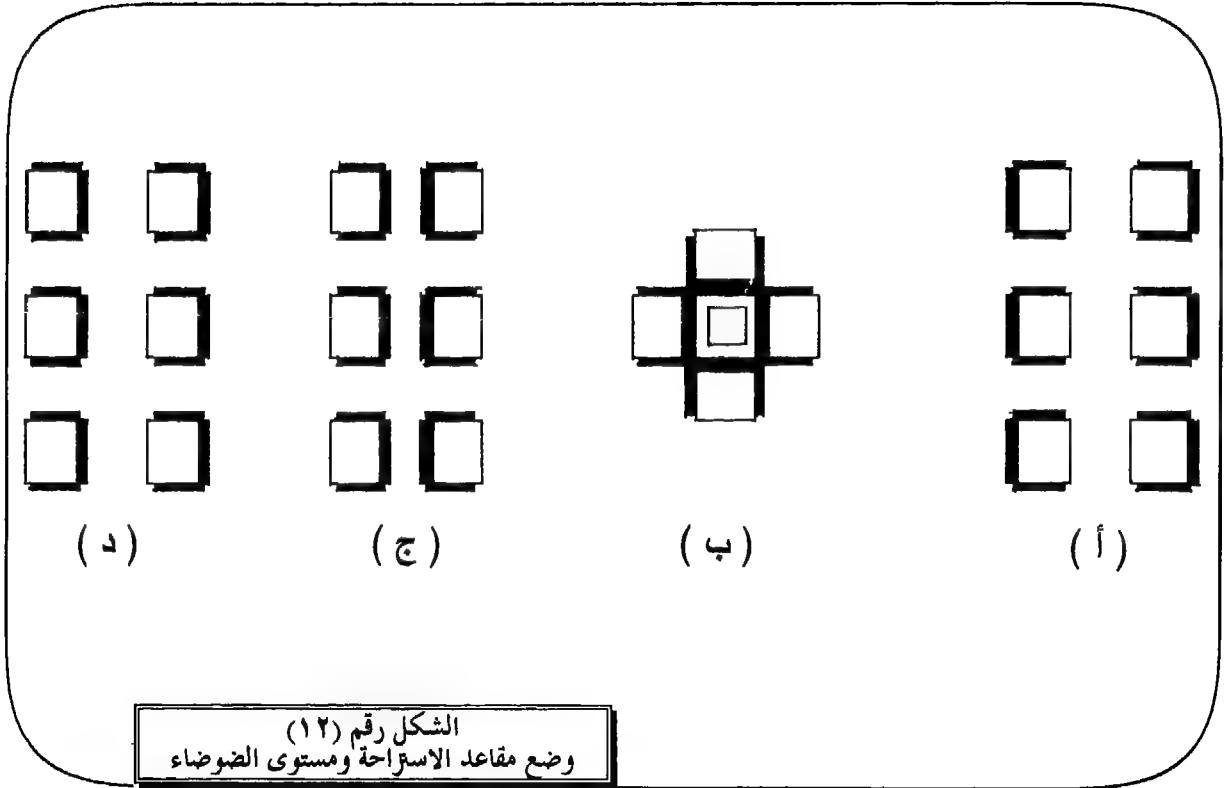 (أ)
(ب)
(ج)
(د)
الشكل رقم (١٢)
وضع مقاعد الاستراحة ومستوى الضوضاء